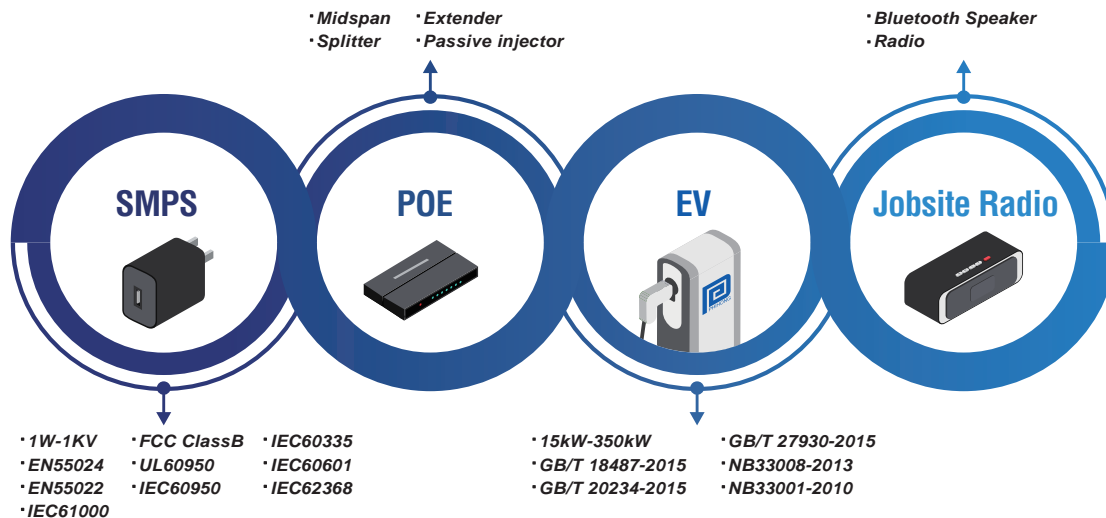 ·Midspan ·Extender
·Splitter ·Passive injector
·Bluetooth Speaker
·Radio
SMPS
POE
EV
Jobsite Radio
·1W-1KV ·FCC ClassB ·IEC60335
·EN55024 ·UL60950 ·IEC60601
·EN55022 ·IEC60950 ·IEC62368
·IEC61000
·15kW-350kW ·GB/T 27930-2015
·GB/T 18487-2015 ·NB33008-2013
·GB/T 20234-2015 ·NB33001-2010